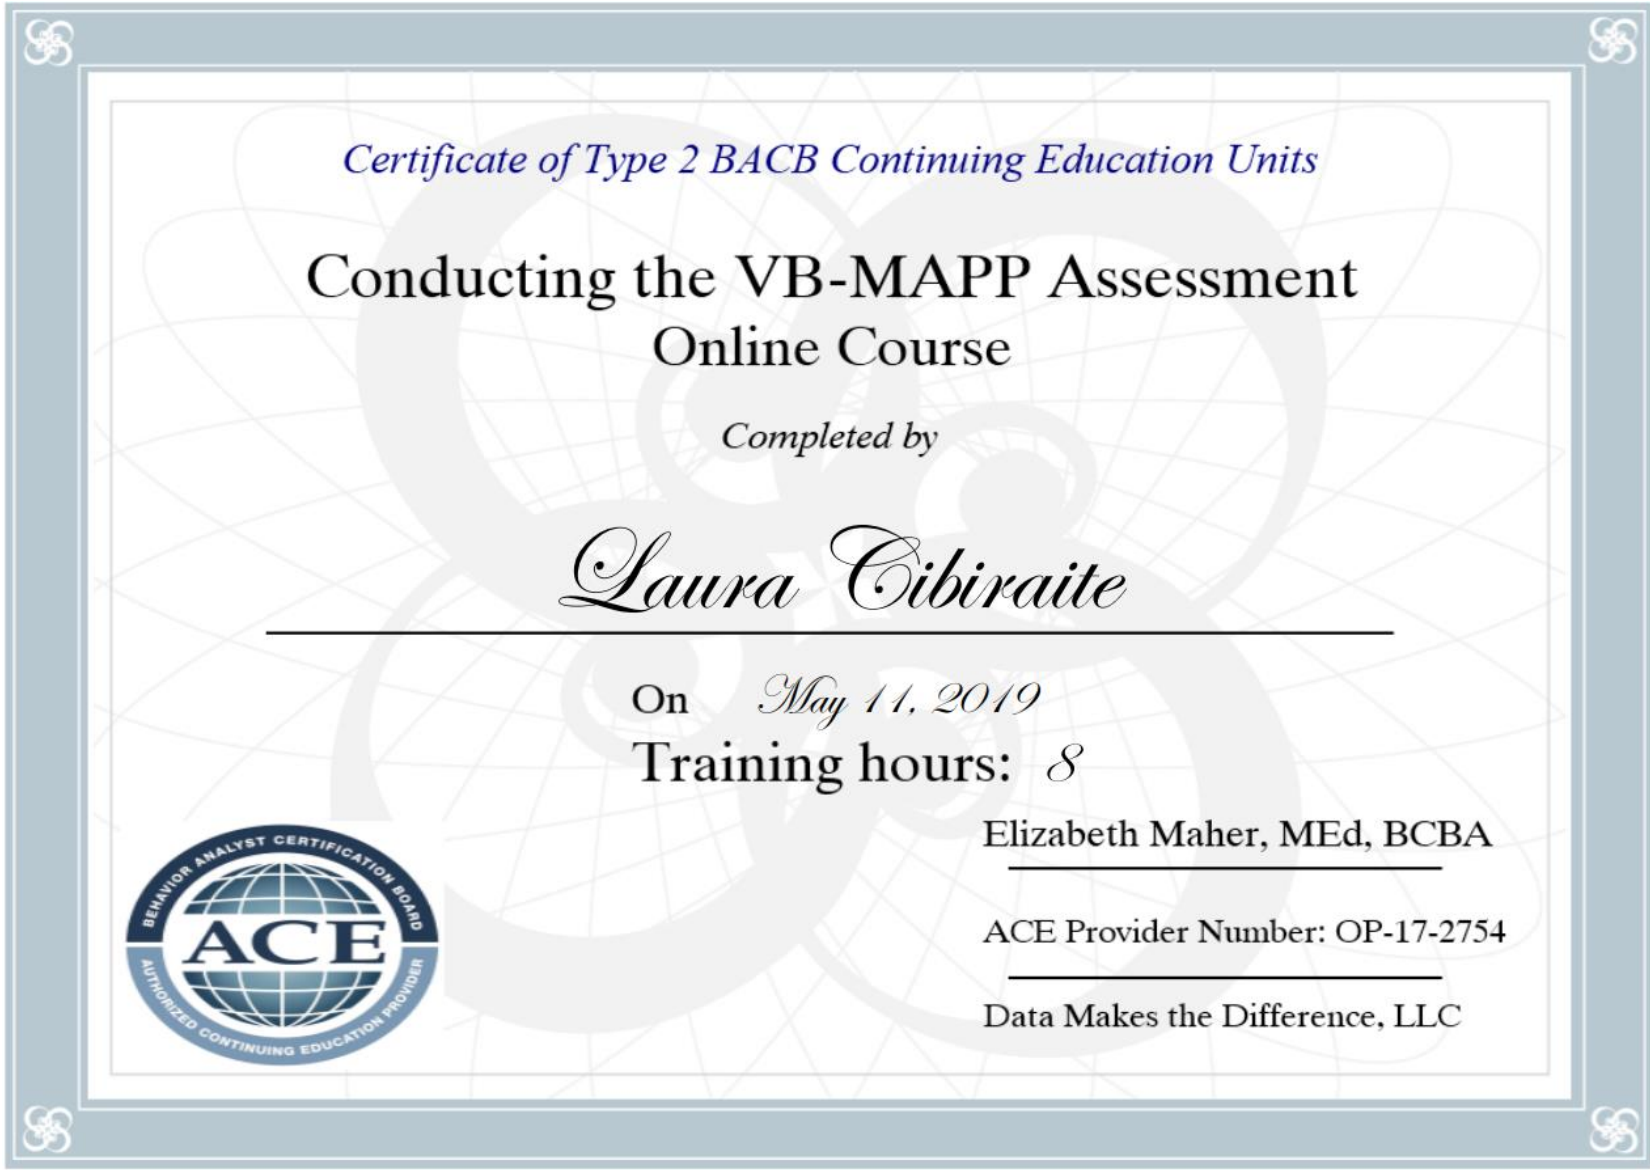 Certificate of Type 2 BACB Continuing Education Units
Conducting the VB-MAPP Assessment
Online Course
Completed by
Laura Cibiraite
On May 11, 2019
Training hours: 8
Elizabeth Maher, MEd, BCBA
ACE Provider Number: OP-17-2754
Data Makes the Difference, LLC
BEHAVIOR ANALYST CERTIFICATION BOARD
ACE
AUTHORIZED CONTINUING EDUCATION PROVIDER